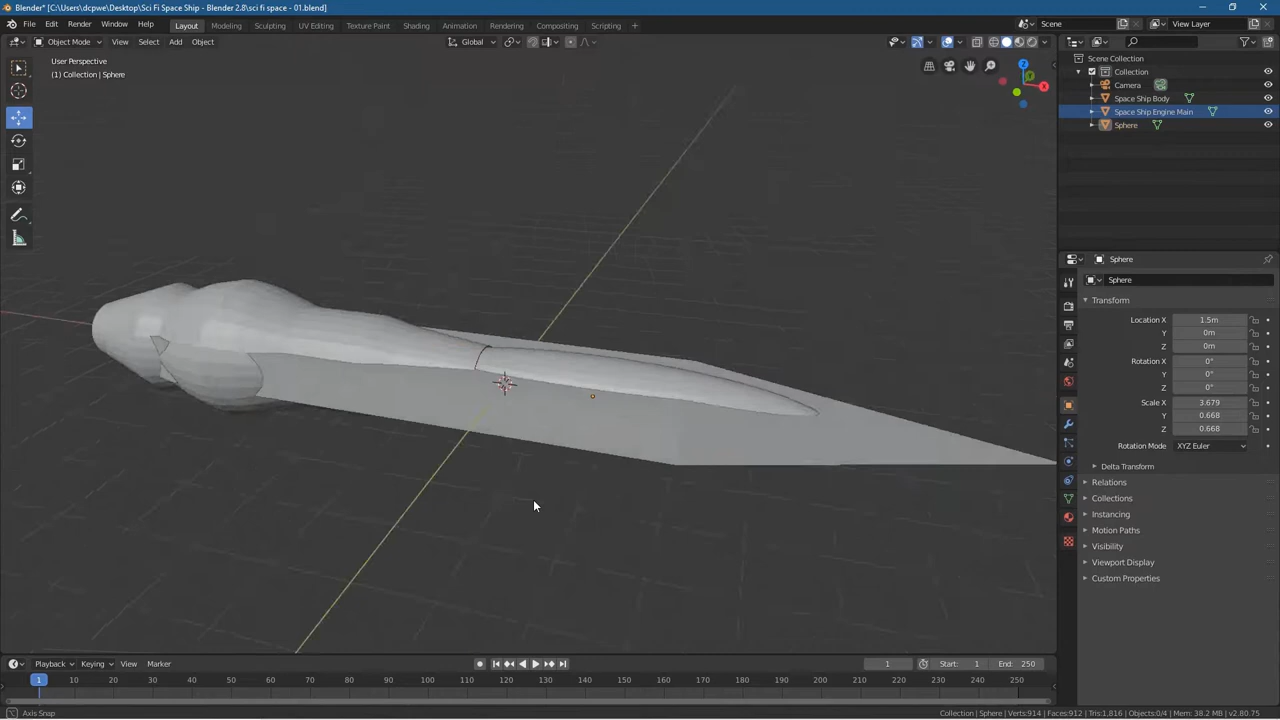 Blender* [C:\Users\dcpwe\Desktop\Sci Fi Space Ship - Blender 2.8\sci fi space - 01.blend]
File Edit Render Window Help Layout Modeling Sculpting UV Editing Texture Paint Shading Animation Rendering Compositing Scripting + Scene View Layer
Object Mode View Select Add Object Global
User Perspective
(1) Collection | Sphere
Z
Y
X
Scene Collection
Collection
Camera
Space Ship Body
Space Ship Engine Main
Sphere
Sphere
Sphere
Transform
Location X 1.5m
Y 0m
Z 0m
Rotation X 0°
Y 0°
Z 0°
Scale X 3.679
Y 0.668
Z 0.668
Rotation Mode XYZ Euler
Delta Transform
Relations
Collections
Instancing
Motion Paths
Visibility
Viewport Display
Custom Properties
Playback Keying View Marker 1 Start: 1 End: 250
1 10 20 30 40 50 60 70 80 90 100 110 120 130 140 150 160 170 180 190 200 210 220 230 240 250
Axis Snap
Collection | Sphere | Verts:914 | Faces:912 | Tris:1,816 | Objects:0/4 | Mem: 38.2 MB | v2.80.75